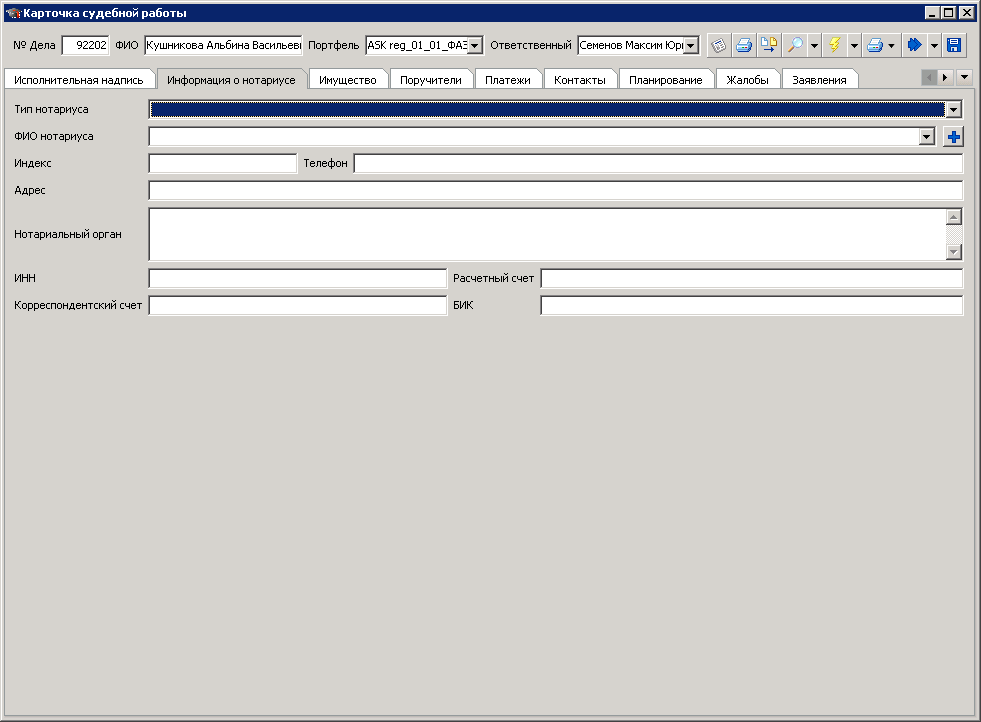 Карточка судебной работы
№ Дела 92202 ФИО Кушникова Альбина Васильев Портфель ASK reg_01_01_ФАЗ Ответственный Семенов Максим Юр
Исполнительная надпись Информация о нотариусе Имущество Поручители Платежи Контакты Планирование Жалобы Заявления
Тип нотариуса
ФИО нотариуса
Индекс Телефон
Адрес
Нотариальный орган
ИНН Расчетный счет
Корреспондентский счет БИК